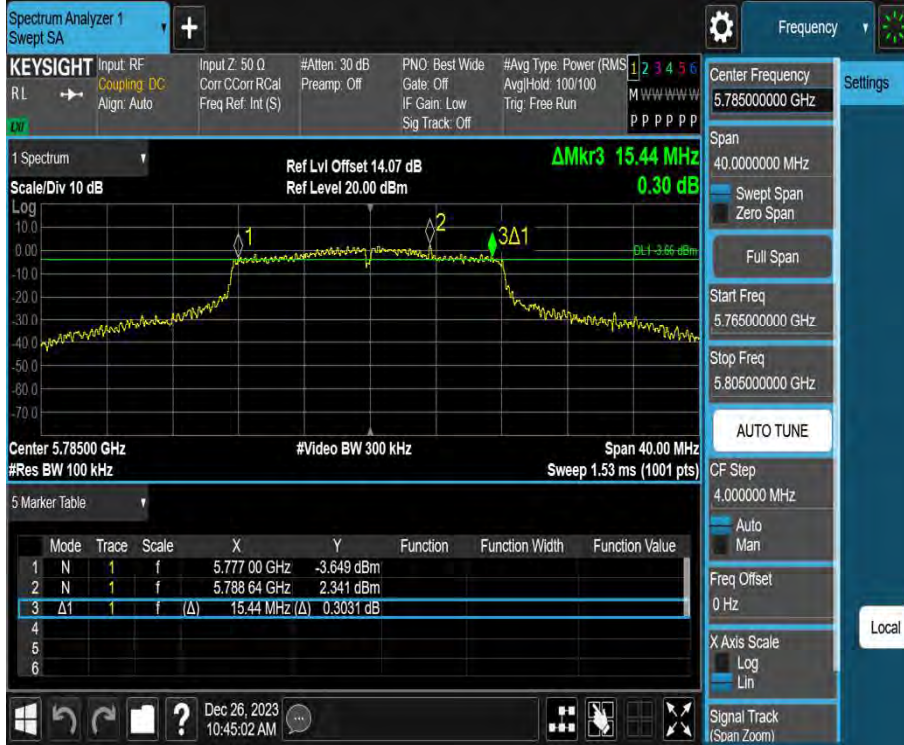 Spectrum Analyzer 1
Swept SA
+
Frequency
KEYSIGHT
RL
LXI
Input: RF
Coupling: DC
Align: Auto
Input Z: 50 Ω
Corr CCorr RCal
Freq Ref: Int (S)
#Atten: 30 dB
Preamp: Off
PNO: Best Wide
Gate: Off
IF Gain: Low
Sig Track: Off
#Avg Type: Power (RMS
Avg|Hold: 100/100
Trig: Free Run
1 2 3 4 5 6
M W W W W W
P P P P P P
1 Spectrum
Scale/Div 10 dB
Ref Lvl Offset 14.07 dB
Ref Level 20.00 dBm
ΔMkr3 15.44 MHz
0.30 dB
Log
10.0
0.00
-10.0
-20.0
-30.0
-40.0
-50.0
-60.0
-70.0
1
2
3Δ1
DL1 -3.66 dBm
Center 5.78500 GHz
#Res BW 100 kHz
#Video BW 300 kHz
Span 40.00 MHz
Sweep 1.53 ms (1001 pts)
5 Marker Table
Mode Trace Scale X Y Function Function Width Function Value
1 N 1 f 5.777 00 GHz -3.649 dBm
2 N 1 f 5.788 64 GHz 2.341 dBm
3 Δ1 1 f (Δ) 15.44 MHz (Δ) 0.3031 dB
4
5
6
?
Dec 26, 2023
10:45:02 AM
Center Frequency
5.785000000 GHz
Settings
Span
40.0000000 MHz
Swept Span
Zero Span
Full Span
Start Freq
5.765000000 GHz
Stop Freq
5.805000000 GHz
AUTO TUNE
CF Step
4.000000 MHz
Auto
Man
Freq Offset
0 Hz
X Axis Scale
Log
Lin
Local
Signal Track
(Span Zoom)